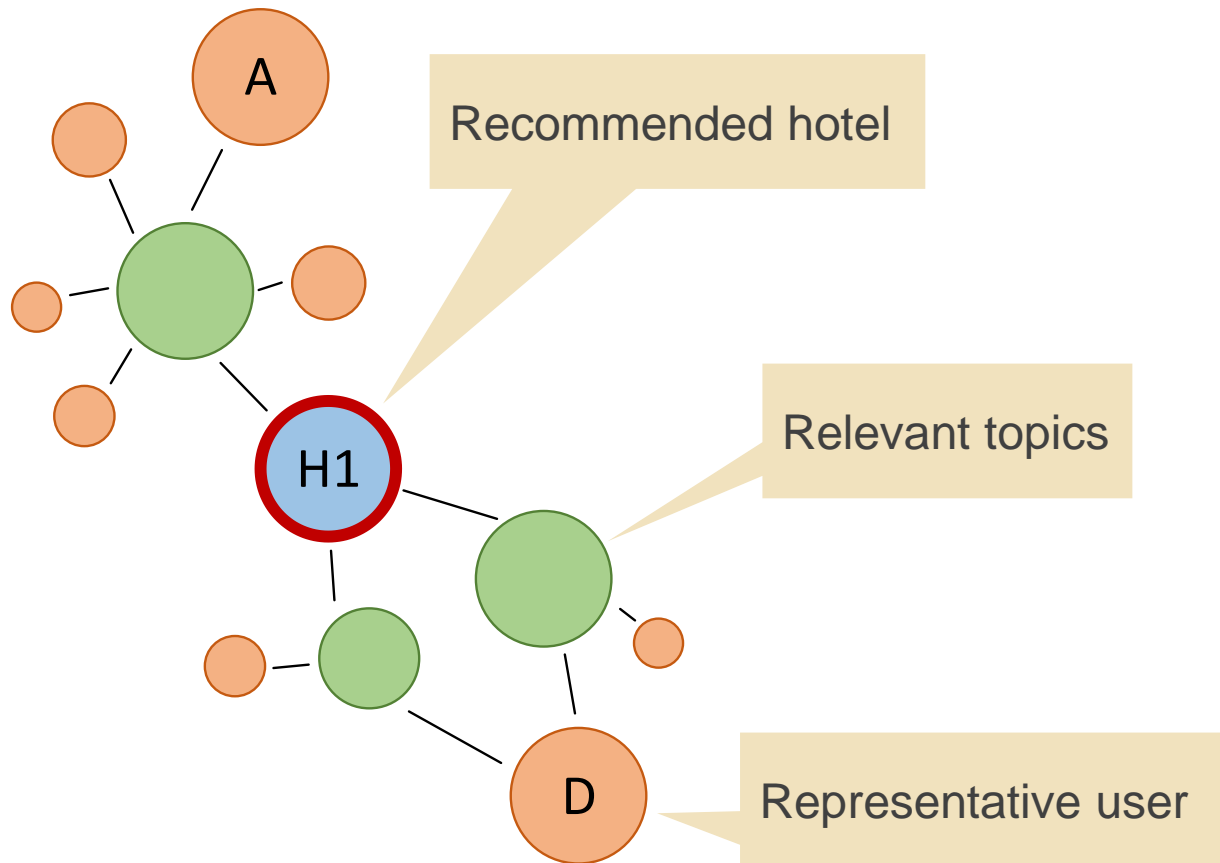 A
Recommended hotel
Relevant topics
H1
D
Representative user